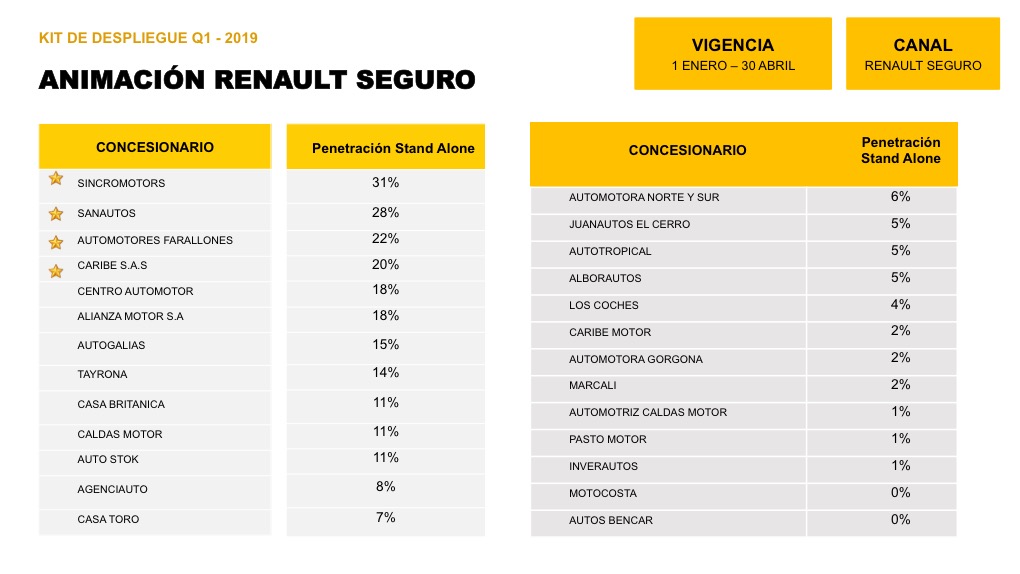 KIT DE DESPLIEGUE Q1 - 2019
ANIMACIÓN RENAULT SEGURO
VIGENCIA
1 ENERO – 30 ABRIL
CANAL
RENAULT SEGURO
CONCESIONARIO Penetración Stand Alone
SINCROMOTORS 31%
SANAUTOS 28%
AUTOMOTORES FARALLONES 22%
CARIBE S.A.S 20%
CENTRO AUTOMOTOR 18%
ALIANZA MOTOR S.A 18%
AUTOGALIAS 15%
TAYRONA 14%
CASA BRITANICA 11%
CALDAS MOTOR 11%
AUTO STOK 11%
AGENCIAUTO 8%
CASA TORO 7%
CONCESIONARIO Penetración
Stand Alone
AUTOMOTORA NORTE Y SUR 6%
JUANAUTOS EL CERRO 5%
AUTOTROPICAL 5%
ALBORAUTOS 5%
LOS COCHES 4%
CARIBE MOTOR 2%
AUTOMOTORA GORGONA 2%
MARCALI 2%
AUTOMOTRIZ CALDAS MOTOR 1%
PASTO MOTOR 1%
INVERAUTOS 1%
MOTOCOSTA 0%
AUTOS BENCAR 0%